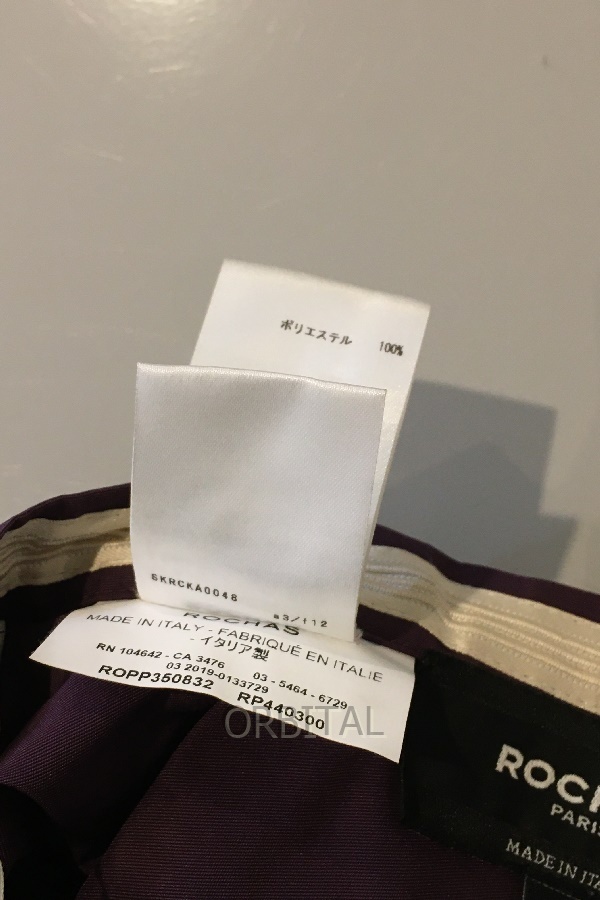 ポリエステル 100%
SKRCKA0048 a3/112
ROCHAS
MADE IN ITALY - FABRIQUÉ EN ITALIE
- イタリア製
RN 104642 - CA 3476 03 - 5464 - 6729
03 2019-0133729
ROPP350832 RP440300
ORBITAL
ROC
PARIS
MADE IN ITA